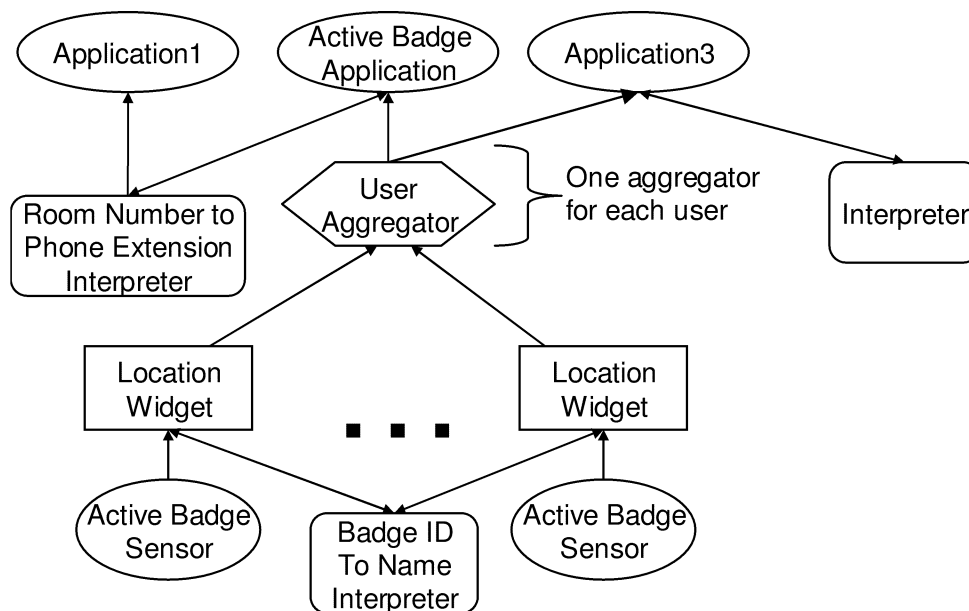 Application1
Active Badge
Application
Application3
Room Number to
Phone Extension
Interpreter
User
Aggregator
One aggregator
for each user
Interpreter
Location
Widget
Location
Widget
Active Badge
Sensor
Badge ID
To Name
Interpreter
Active Badge
Sensor